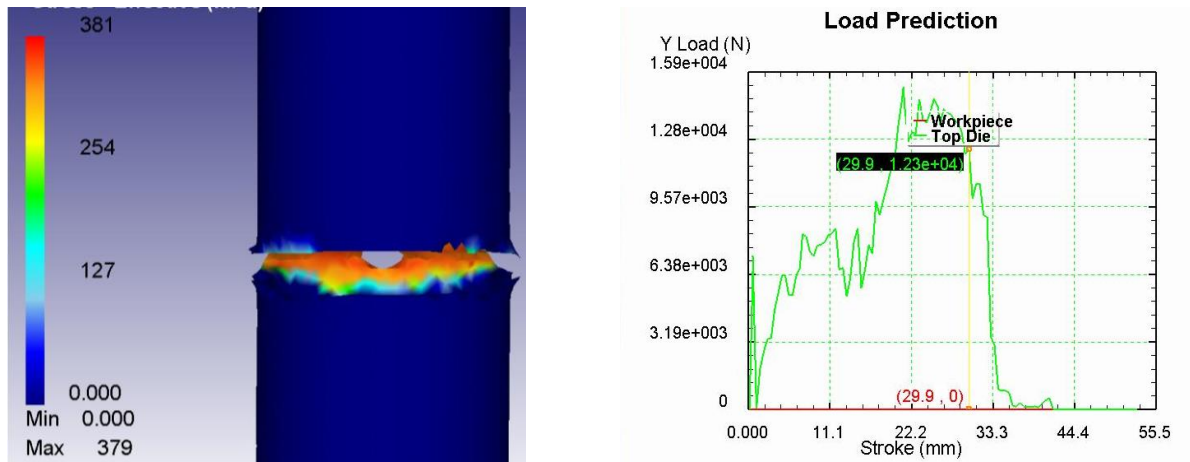 381
254
127
0.000
Min 0.000
Max 379
Load Prediction
Y Load (N)
1.59e+004
1.28e+004
9.57e+003
6.38e+003
3.19e+003
0
Workpiece
Top Die
(29.9 , 1.23e+04)
(29.9 , 0)
0.000 11.1 22.2 33.3 44.4 55.5
Stroke (mm)